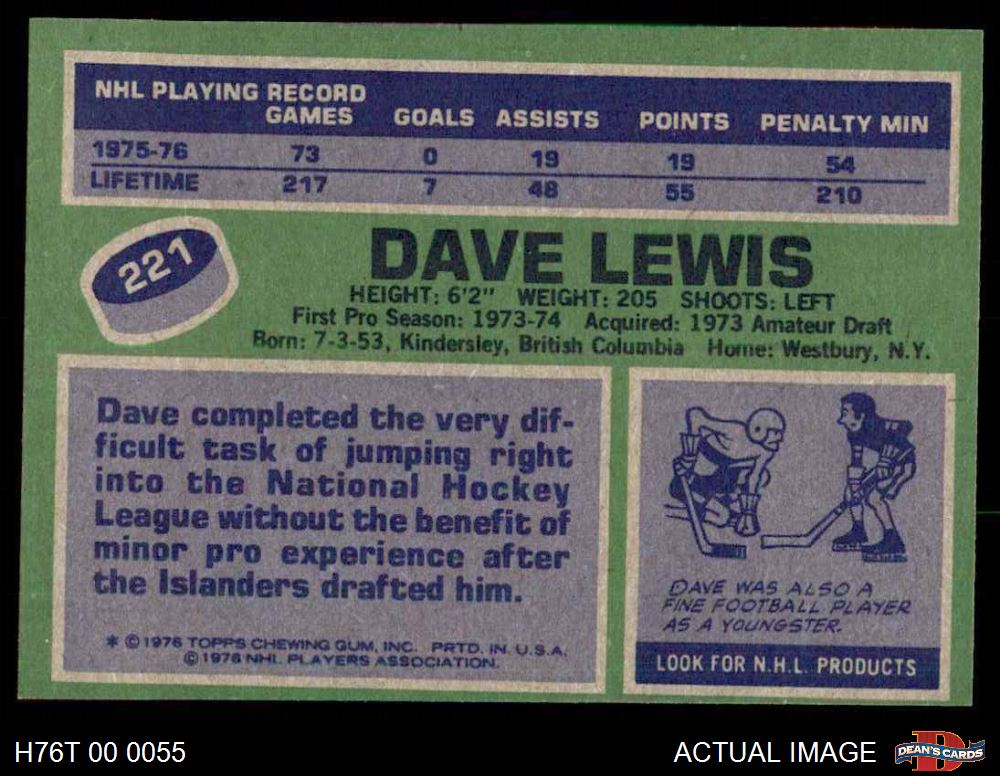 NHL PLAYING RECORD
GAMES GOALS ASSISTS POINTS PENALTY MIN
1975-76 73 0 19 19 54
LIFETIME 217 7 48 55 210
221
DAVE LEWIS
HEIGHT: 6'2" WEIGHT: 205 SHOOTS: LEFT
First Pro Season: 1973-74 Acquired: 1973 Amateur Draft
Born: 7-3-53, Kindersley, British Columbia Home: Westbury, N.Y.
Dave completed the very dif-
ficult task of jumping right
into the National Hockey
League without the benefit of
minor pro experience after
the Islanders drafted him.
* © 1976 TOPPS CHEWING GUM, INC. PRTD. IN U.S.A.
© 1976 NHL PLAYERS ASSOCIATION.
DAVE WAS ALSO A
FINE FOOTBALL PLAYER
AS A YOUNGSTER.
LOOK FOR N.H.L. PRODUCTS
H76T 00 0055
ACTUAL IMAGE
D
DEAN'S CARDS